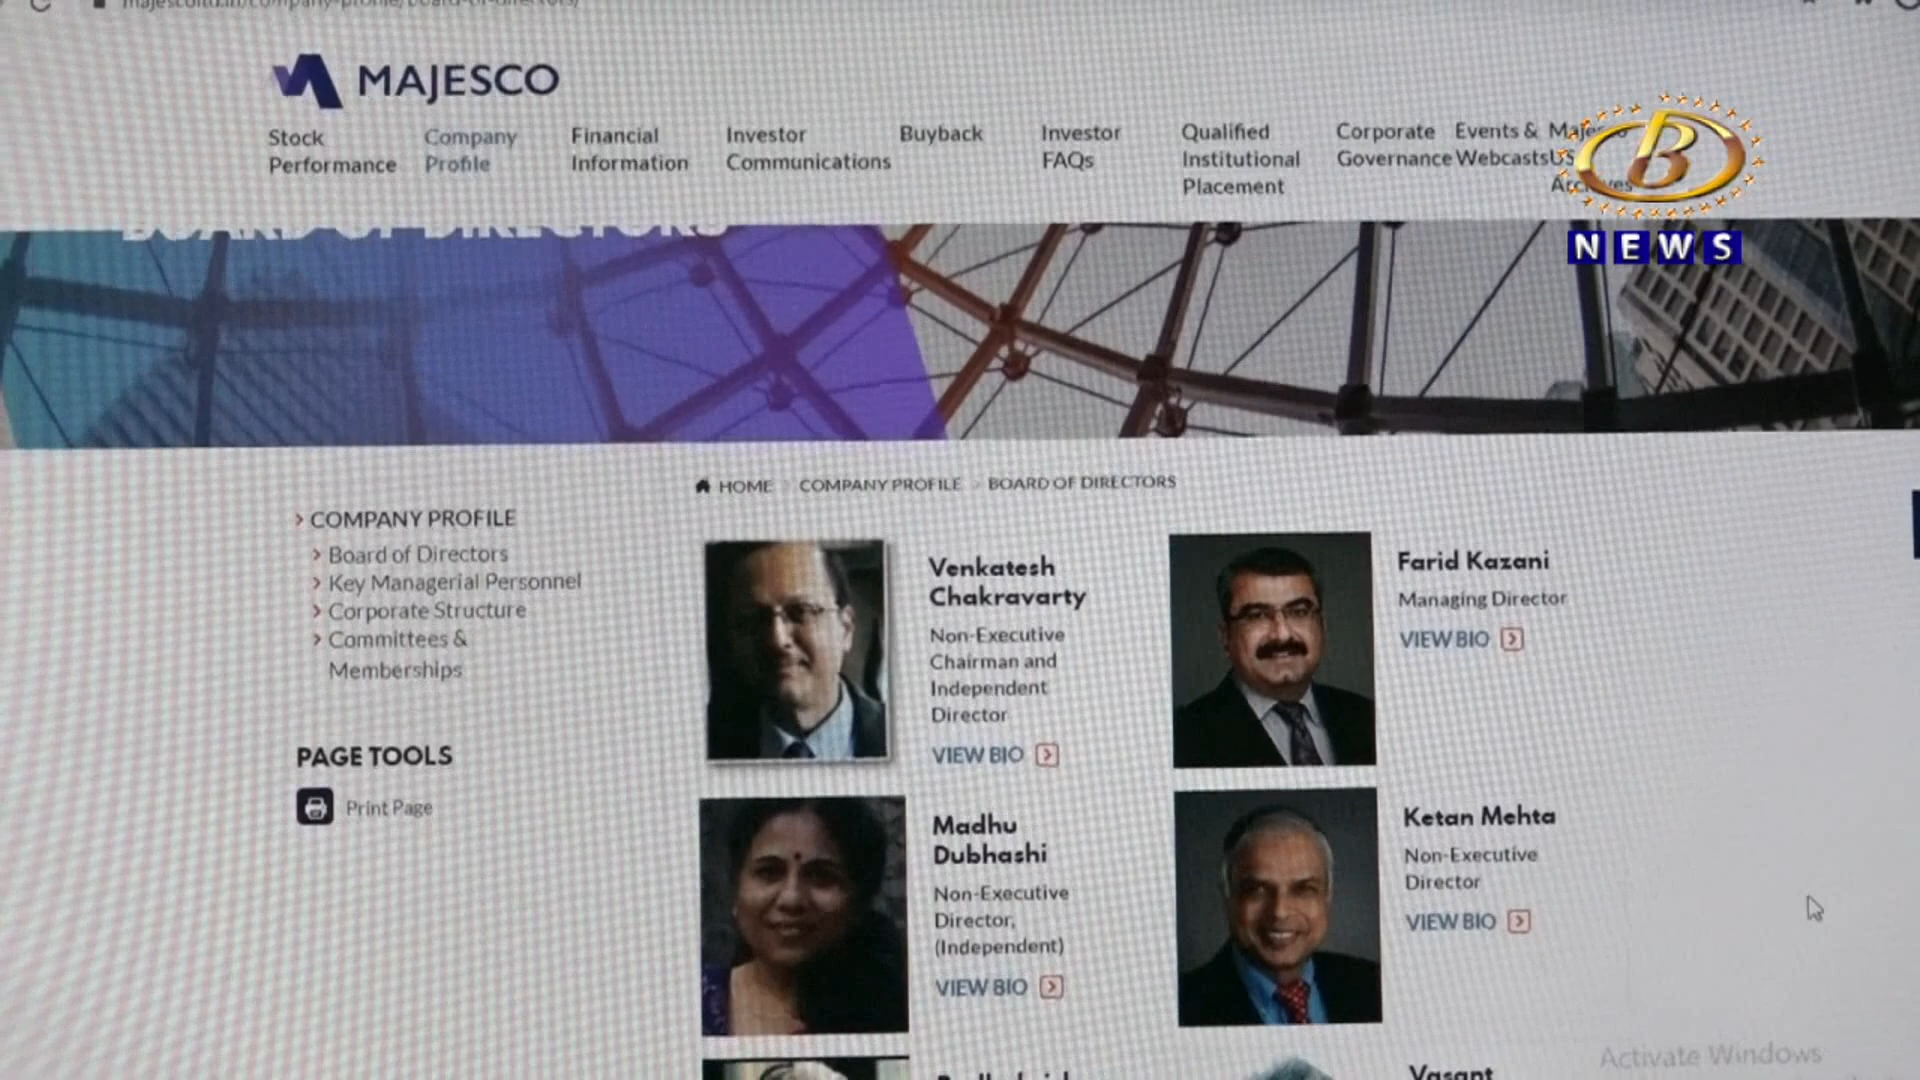 MAJESCO
Stock Performance
Company Profile
Financial Information
Investor Communications
Buyback
Investor FAQs
Qualified Institutional Placement
Corporate Governance
Events & Webcasts
US
B
NEWS
BOARD OF DIRECTORS
HOME
COMPANY PROFILE
BOARD OF DIRECTORS
COMPANY PROFILE
Board of Directors
Key Managerial Personnel
Corporate Structure
Committees &
Memberships
PAGE TOOLS
Print Page
Venkatesh
Chakravarty
Non-Executive
Chairman and
Independent
Director
VIEW BIO
Farid Kazani
Managing Director
VIEW BIO
Madhu
Dubhashi
Non-Executive
Director,
(Independent)
VIEW BIO
Ketan Mehta
Non-Executive
Director
VIEW BIO
Vasant
Activate Windows